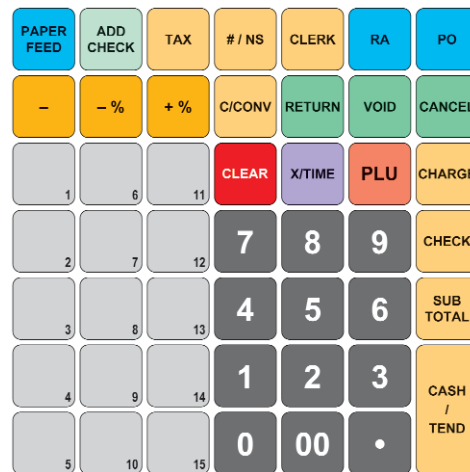 PAPER FEED
ADD CHECK
TAX
# / NS
CLERK
RA
PO
–
– %
+ %
C/CONV
RETURN
VOID
CANCEL
1
6
11
CLEAR
X/TIME
PLU
CHARGE
2
7
12
7
8
9
CHECK
3
8
13
4
5
6
SUB TOTAL
4
9
14
1
2
3
CASH / TEND
5
10
15
0
00
•